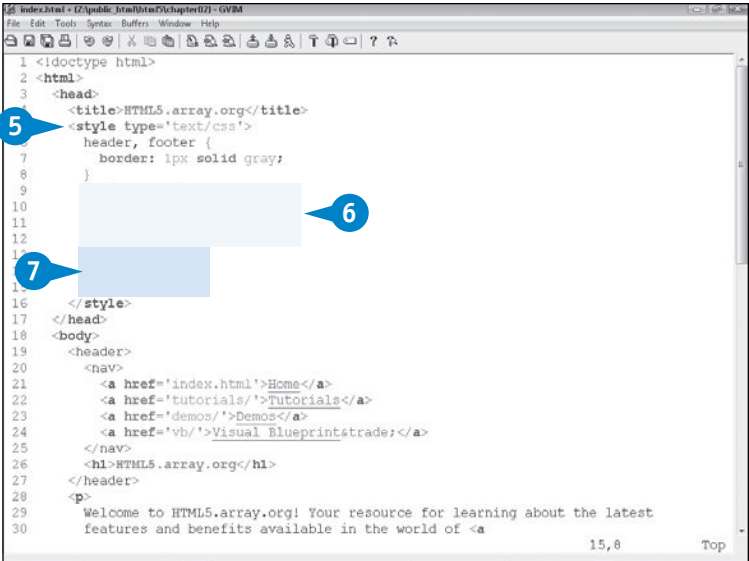 index.html + (Z:\public_html\html5\chapter02) - GVIM
File Edit Tools Syntax Buffers Window Help
1 <!doctype html>
2 <html>
3 <head>
4 <title>HTML5.array.org</title>
5 <style type='text/css'>
6 header, footer {
7 border: 1px solid gray;
8 }
9
10
6
11
12
13
7
15
16 </style>
17 </head>
18 <body>
19 <header>
20 <nav>
21 <a href='index.html'>Home</a>
22 <a href='tutorials/'>Tutorials</a>
23 <a href='demos/'>Demos</a>
24 <a href='vb/'>Visual Blueprint&trade;</a>
25 </nav>
26 <h1>HTML5.array.org</h1>
27 </header>
28 <p>
29 Welcome to HTML5.array.org! Your resource for learning about the latest
30 features and benefits available in the world of <a
15,8 Top